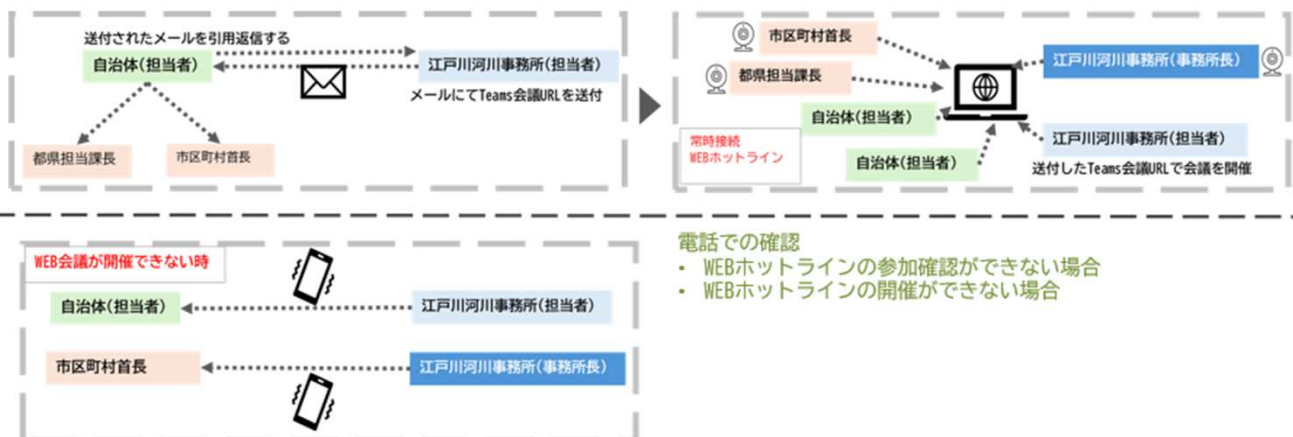 送付されたメールを引用返信する
自治体(担当者)
江戸川河川事務所(担当者)
メールにてTeams会議URLを送付
都県担当課長
市区町村首長
市区町村首長
都県担当課長
自治体(担当者)
自治体(担当者)
常時接続
WEBホットライン
江戸川河川事務所(事務所長)
江戸川河川事務所(担当者)
送付したTeams会議URLで会議を開催
WEB会議が開催できない時
自治体(担当者)
江戸川河川事務所(担当者)
市区町村首長
江戸川河川事務所(事務所長)
電話での確認
• WEBホットラインの参加確認ができない場合
• WEBホットラインの開催ができない場合